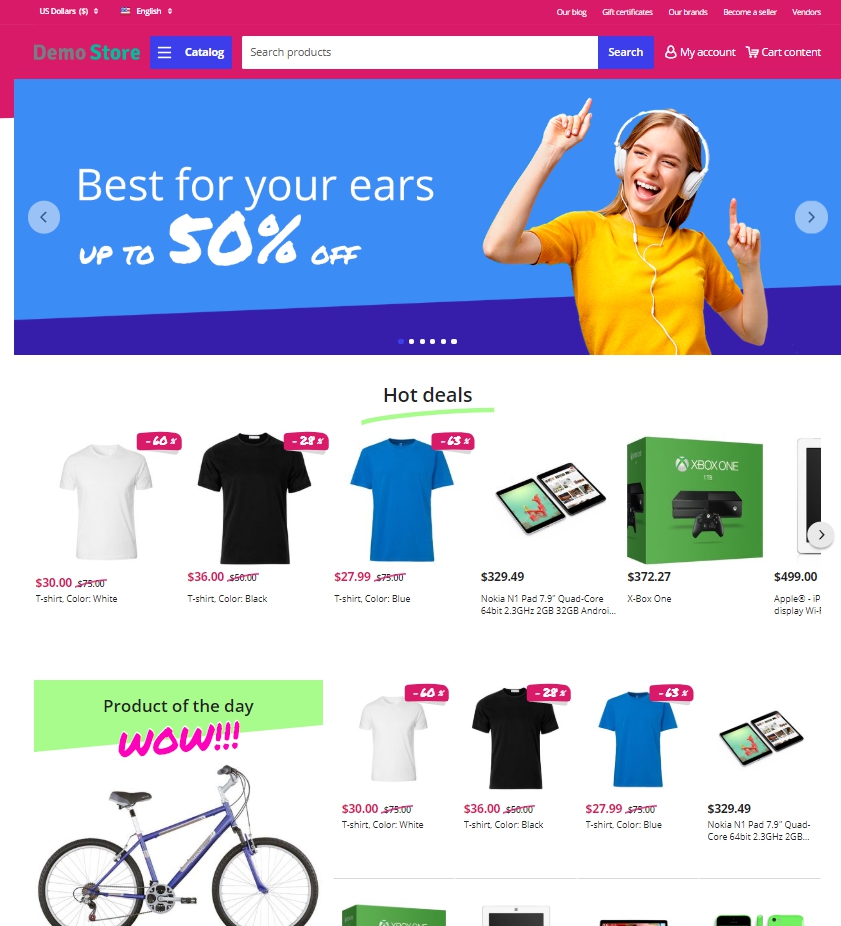 US Dollars ($) English Our blog Gift certificates Our brands Become a seller Vendors
Demo Store Catalog Search products Search My account Cart content
Best for your ears
UP TO 50% OFF
Hot deals
- 60 % - 28 % - 63 %
XBOX ONE
1TB
$30.00 $75.00 $36.00 $50.00 $27.99 $75.00 $329.49 $372.27 $499.00
T-shirt, Color: White T-shirt, Color: Black T-shirt, Color: Blue Nokia N1 Pad 7.9" Quad-Core X-Box One Apple® - iP
64bit 2.3GHz 2GB 32GB Androi... display Wi-F
Product of the day
WOW!!!
- 60 % - 28 % - 63 %
$30.00 $75.00 $36.00 $50.00 $27.99 $75.00 $329.49
T-shirt, Color: White T-shirt, Color: Black T-shirt, Color: Blue Nokia N1 Pad 7.9" Quad-
Core 64bit 2.3GHz 2GB...
XBOX ONE